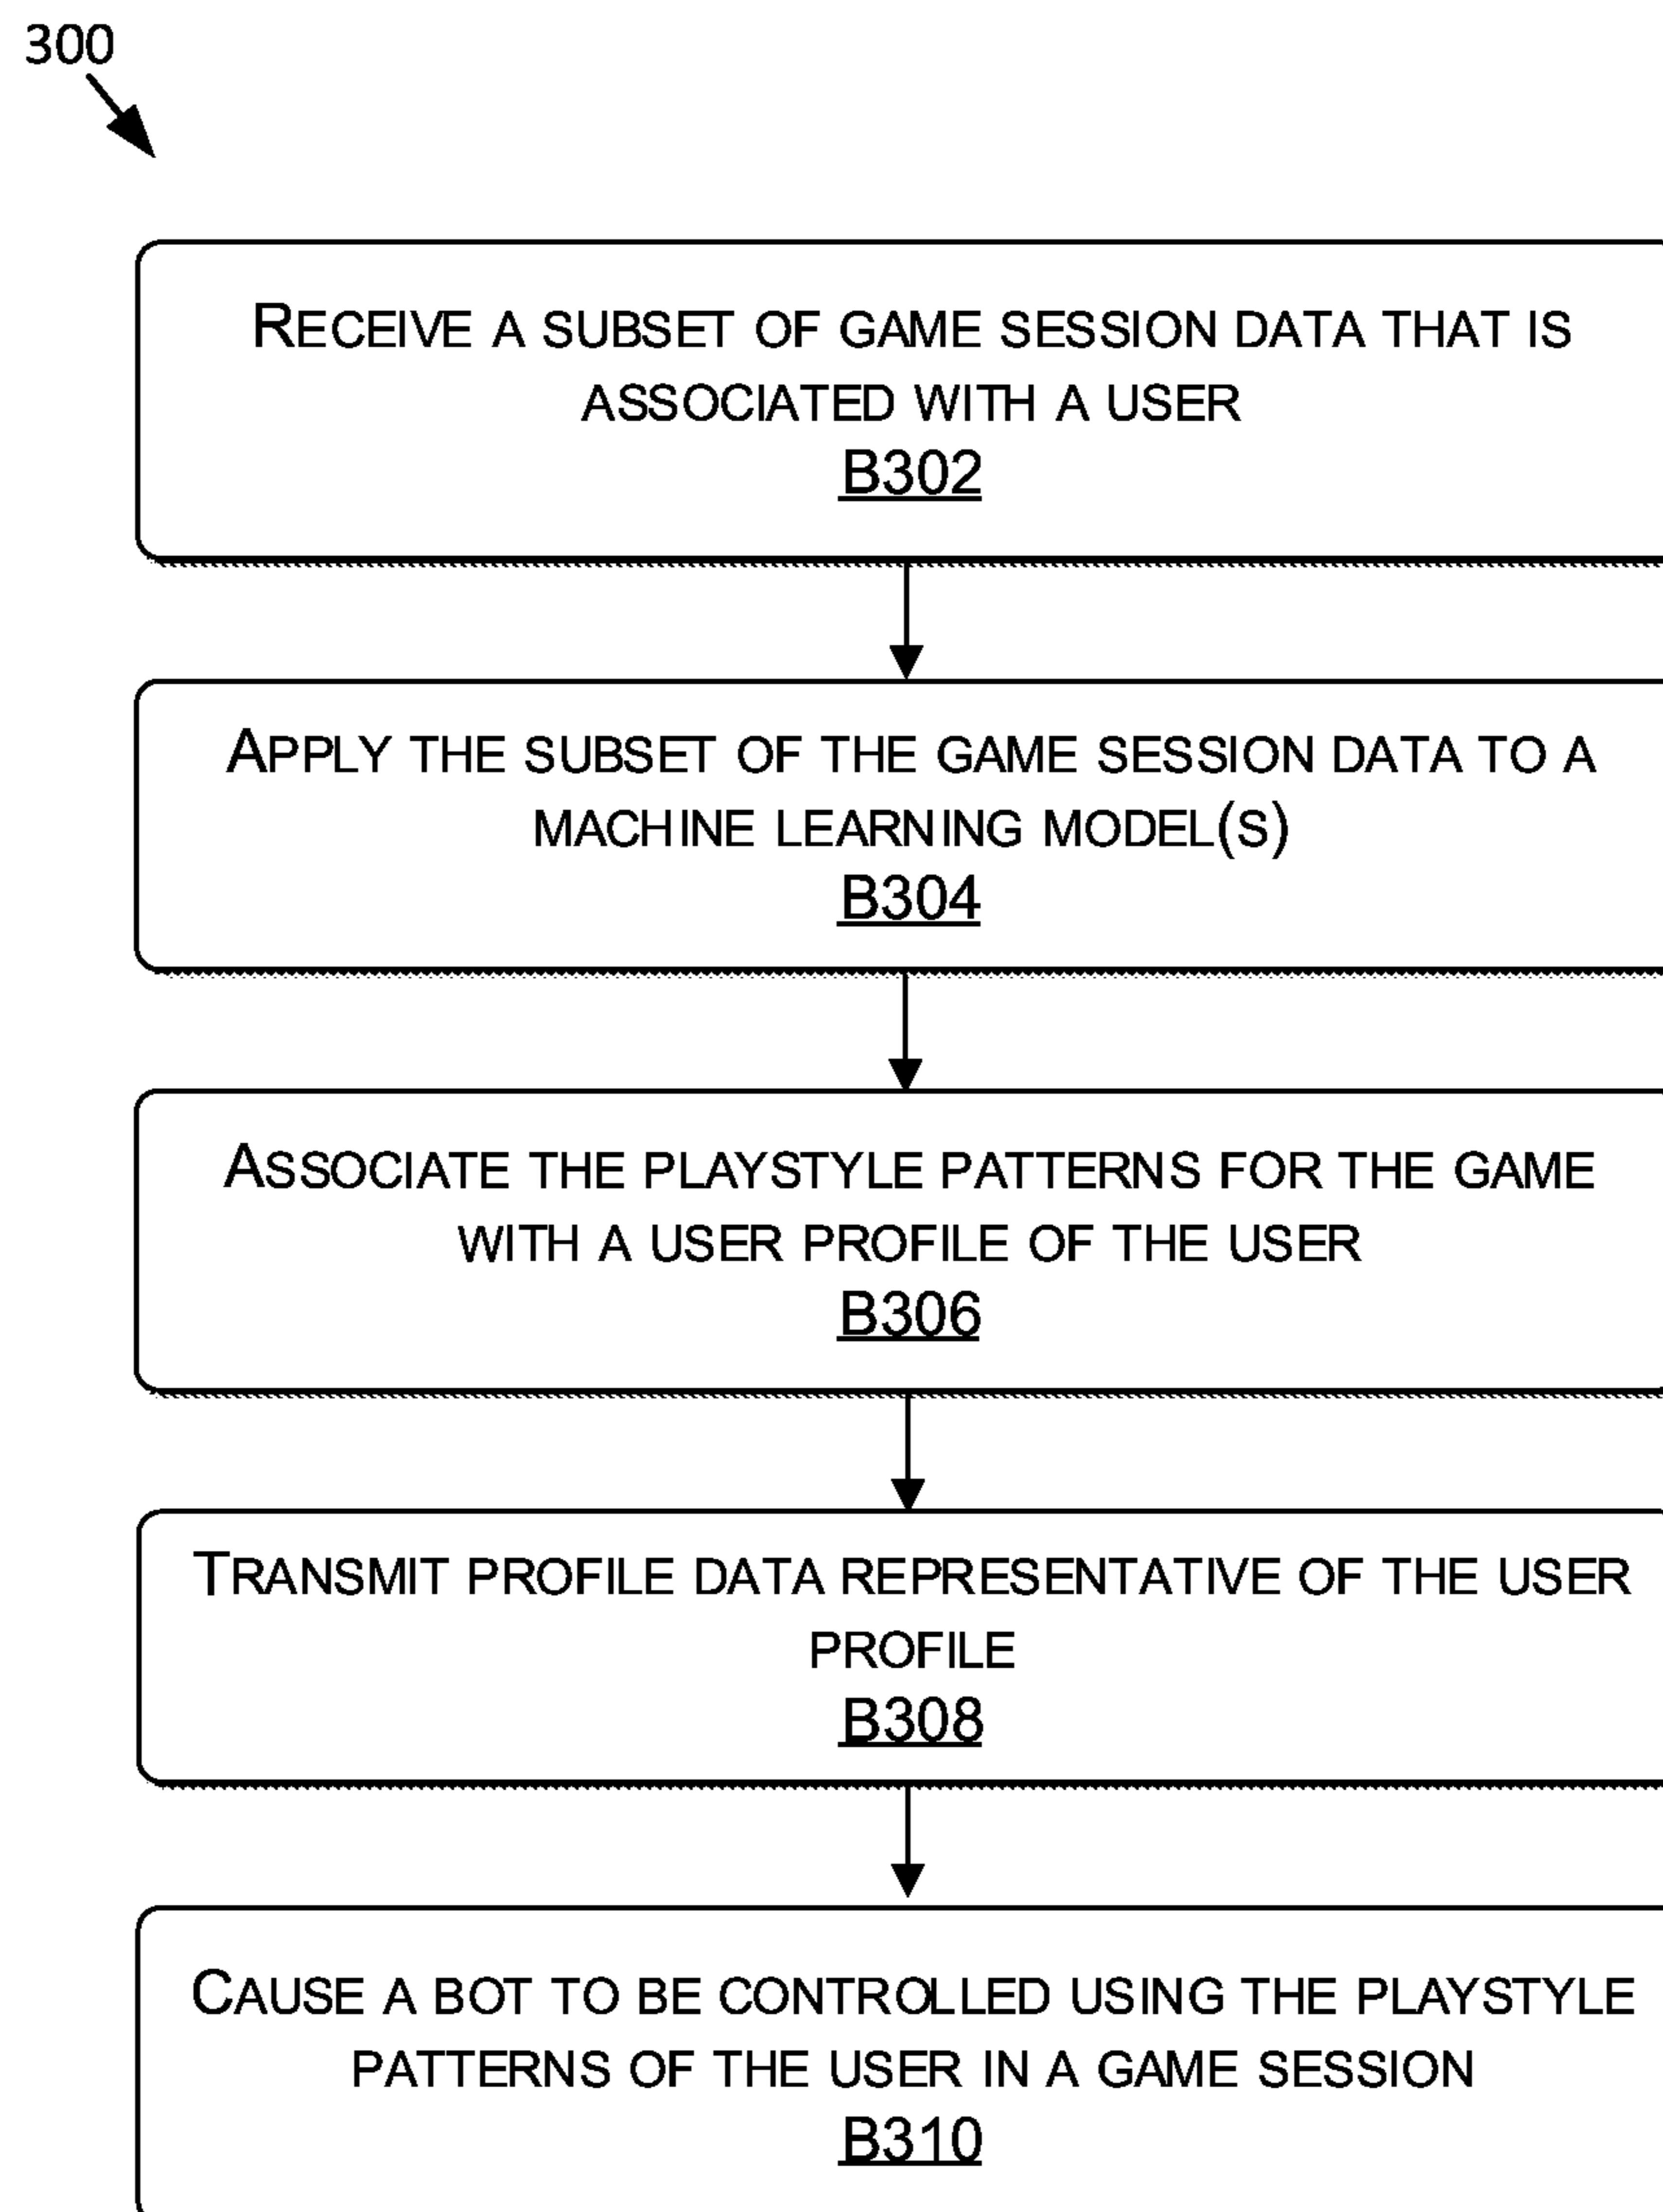 300
RECEIVE A SUBSET OF GAME SESSION DATA THAT IS
ASSOCIATED WITH A USER
B302
APPLY THE SUBSET OF THE GAME SESSION DATA TO A
MACHINE LEARNING MODEL(S)
B304
ASSOCIATE THE PLAYSTYLE PATTERNS FOR THE GAME
WITH A USER PROFILE OF THE USER
B306
TRANSMIT PROFILE DATA REPRESENTATIVE OF THE USER
PROFILE
B308
CAUSE A BOT TO BE CONTROLLED USING THE PLAYSTYLE
PATTERNS OF THE USER IN A GAME SESSION
B310